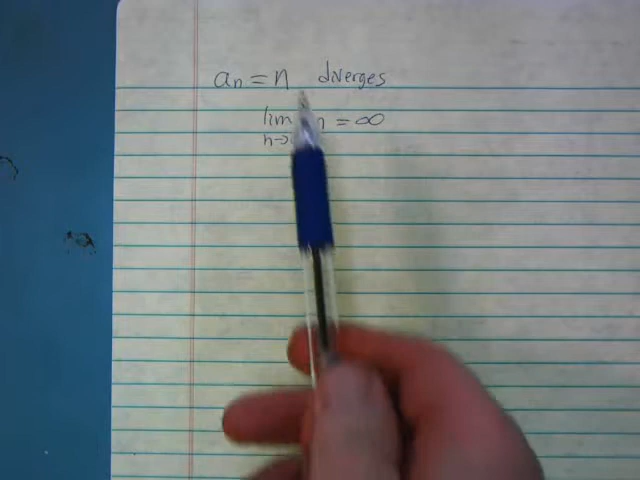 aₙ = n diverges
lim n = ∞
n→